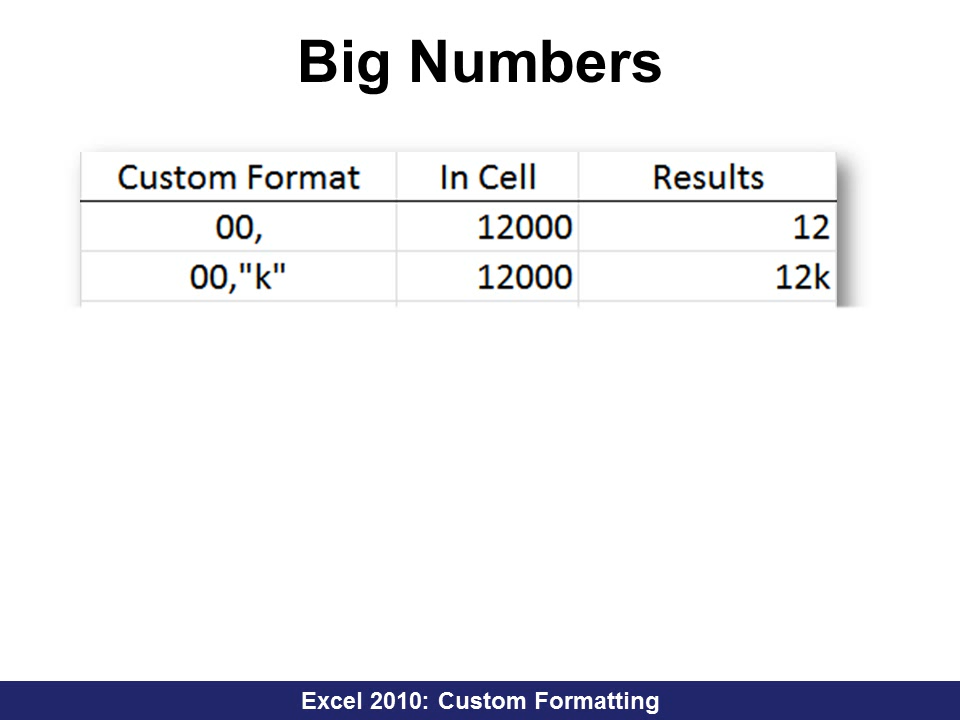 Big Numbers
Custom Format In Cell Results
00, 12000 12
00,"k" 12000 12k
Excel 2010: Custom Formatting